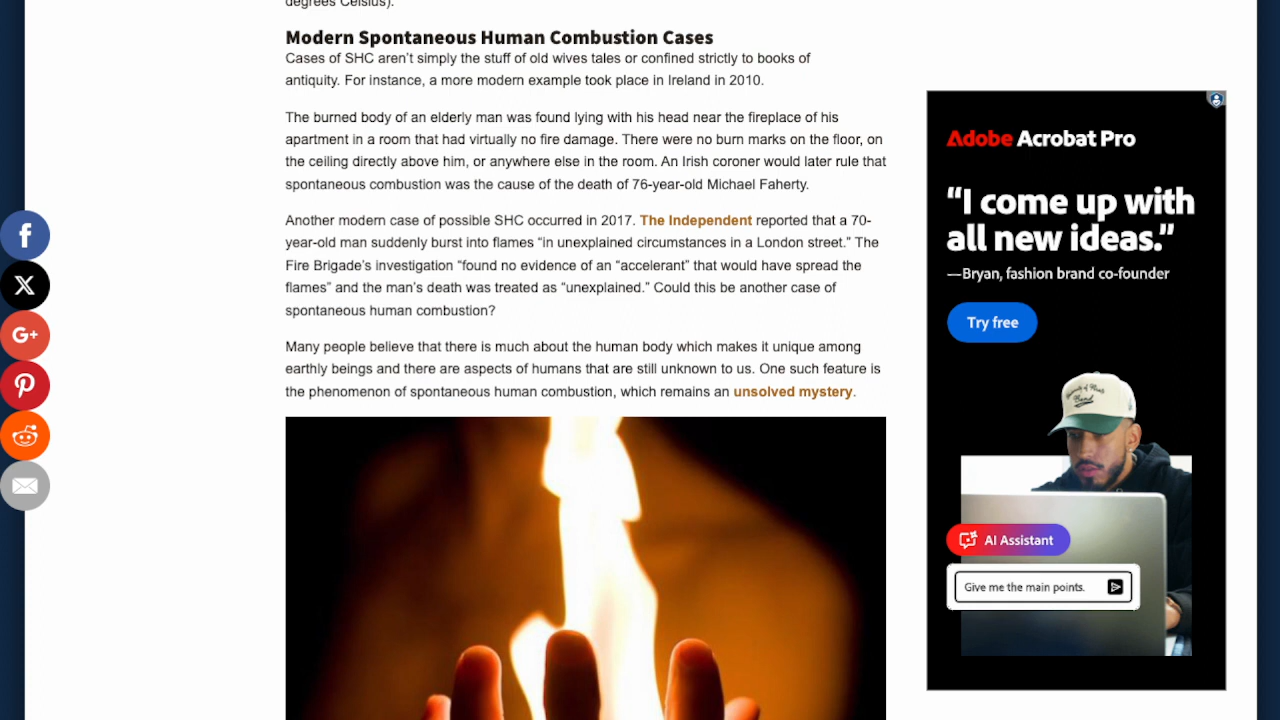 degrees Celsius).
Modern Spontaneous Human Combustion Cases
Cases of SHC aren’t simply the stuff of old wives tales or confined strictly to books of
antiquity. For instance, a more modern example took place in Ireland in 2010.
The burned body of an elderly man was found lying with his head near the fireplace of his
apartment in a room that had virtually no fire damage. There were no burn marks on the floor, on
the ceiling directly above him, or anywhere else in the room. An Irish coroner would later rule that
spontaneous combustion was the cause of the death of 76-year-old Michael Faherty.
Another modern case of possible SHC occurred in 2017. The Independent reported that a 70-
year-old man suddenly burst into flames “in unexplained circumstances in a London street.” The
Fire Brigade’s investigation “found no evidence of an “accelerant” that would have spread the
flames” and the man’s death was treated as “unexplained.” Could this be another case of
spontaneous human combustion?
Many people believe that there is much about the human body which makes it unique among
earthly beings and there are aspects of humans that are still unknown to us. One such feature is
the phenomenon of spontaneous human combustion, which remains an unsolved mystery.
Adobe Acrobat Pro
“I come up with
all new ideas.”
—Bryan, fashion brand co-founder
Try free
AI Assistant
Give me the main points.